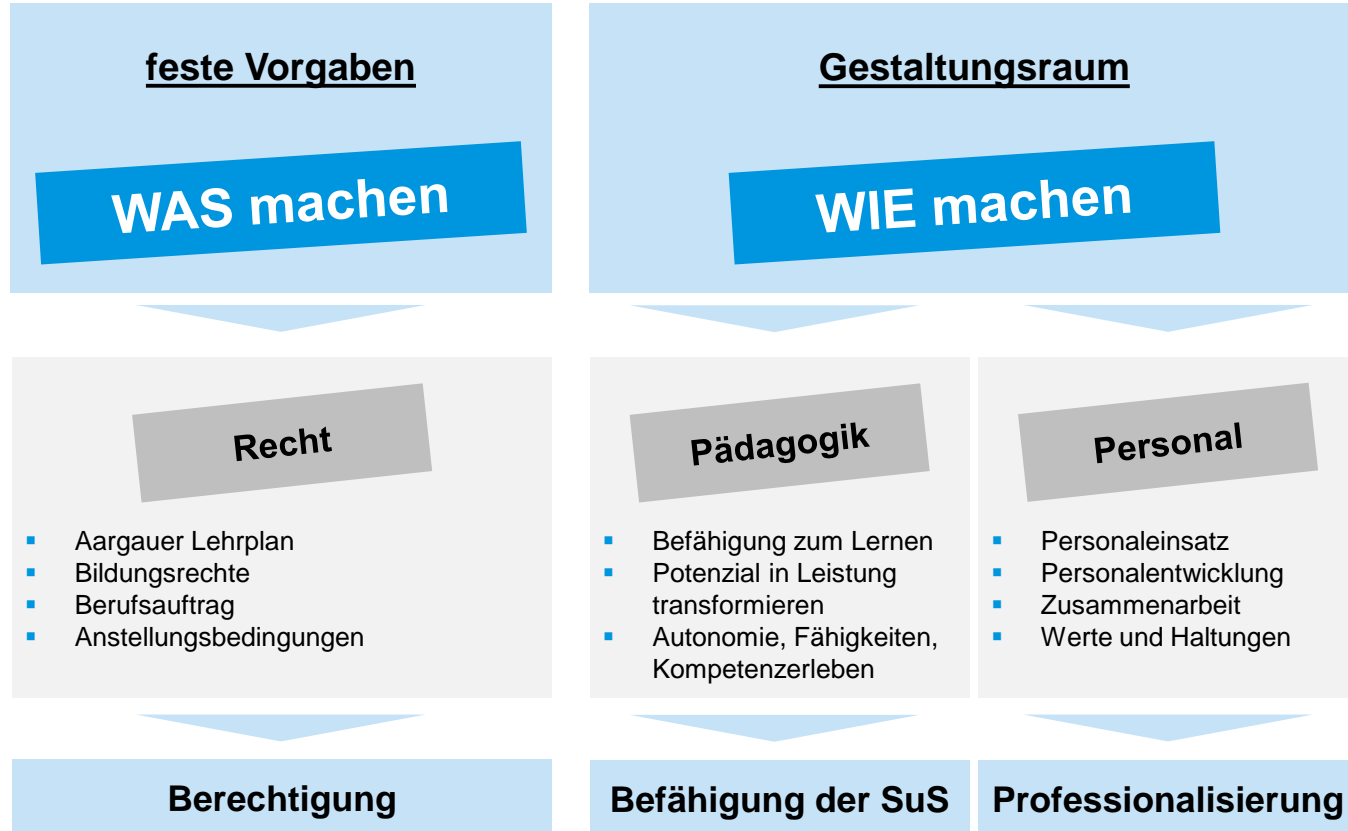 feste Vorgaben
WAS machen
Gestaltungsraum
WIE machen
Recht
▪ Aargauer Lehrplan
▪ Bildungsrechte
▪ Berufsauftrag
▪ Anstellungsbedingungen
Pädagogik
▪ Befähigung zum Lernen
▪ Potenzial in Leistung
transformieren
▪ Autonomie, Fähigkeiten,
Kompetenzerleben
Personal
▪ Personaleinsatz
▪ Personalentwicklung
▪ Zusammenarbeit
▪ Werte und Haltungen
Berechtigung
Befähigung der SuS
Professionalisierung